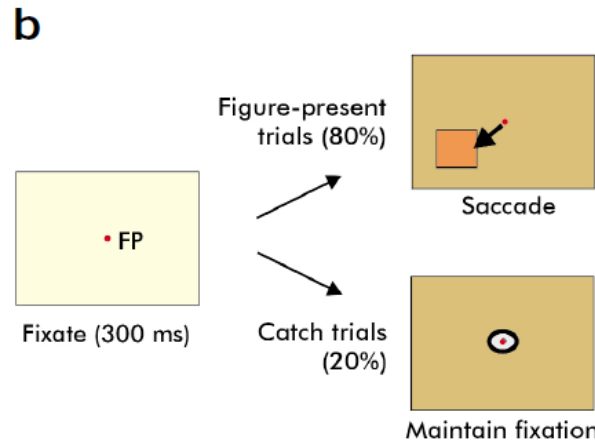 b
Figure-present
trials (80%)
Saccade
FP
Fixate (300 ms)
Catch trials
(20%)
Maintain fixation